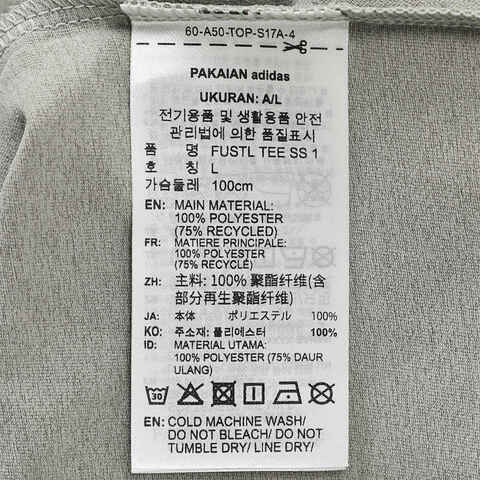 60-A50-TOP-S17A-4
PAKAIAN adidas
UKURAN: A/L
전기용품 및 생활용품 안전
관리법에 의한 품질표시
품 명 FUSTL TEE SS 1
호 칭 L
가슴둘레 100cm
EN: MAIN MATERIAL:
100% POLYESTER
(75% RECYCLED)
FR: MATIERE PRINCIPALE:
100% POLYESTER
(75% RECYCLÉ)
ZH: 主料: 100% 聚酯纤维(含
部分再生聚酯纤维)
JA: 本体 ポリエステル 100%
KO: 주소재: 폴리에스터 100%
ID: MATERIAL UTAMA:
100% POLYESTER (75% DAUR
ULANG)
30
EN: COLD MACHINE WASH/
DO NOT BLEACH/ DO NOT
TUMBLE DRY/ LINE DRY/